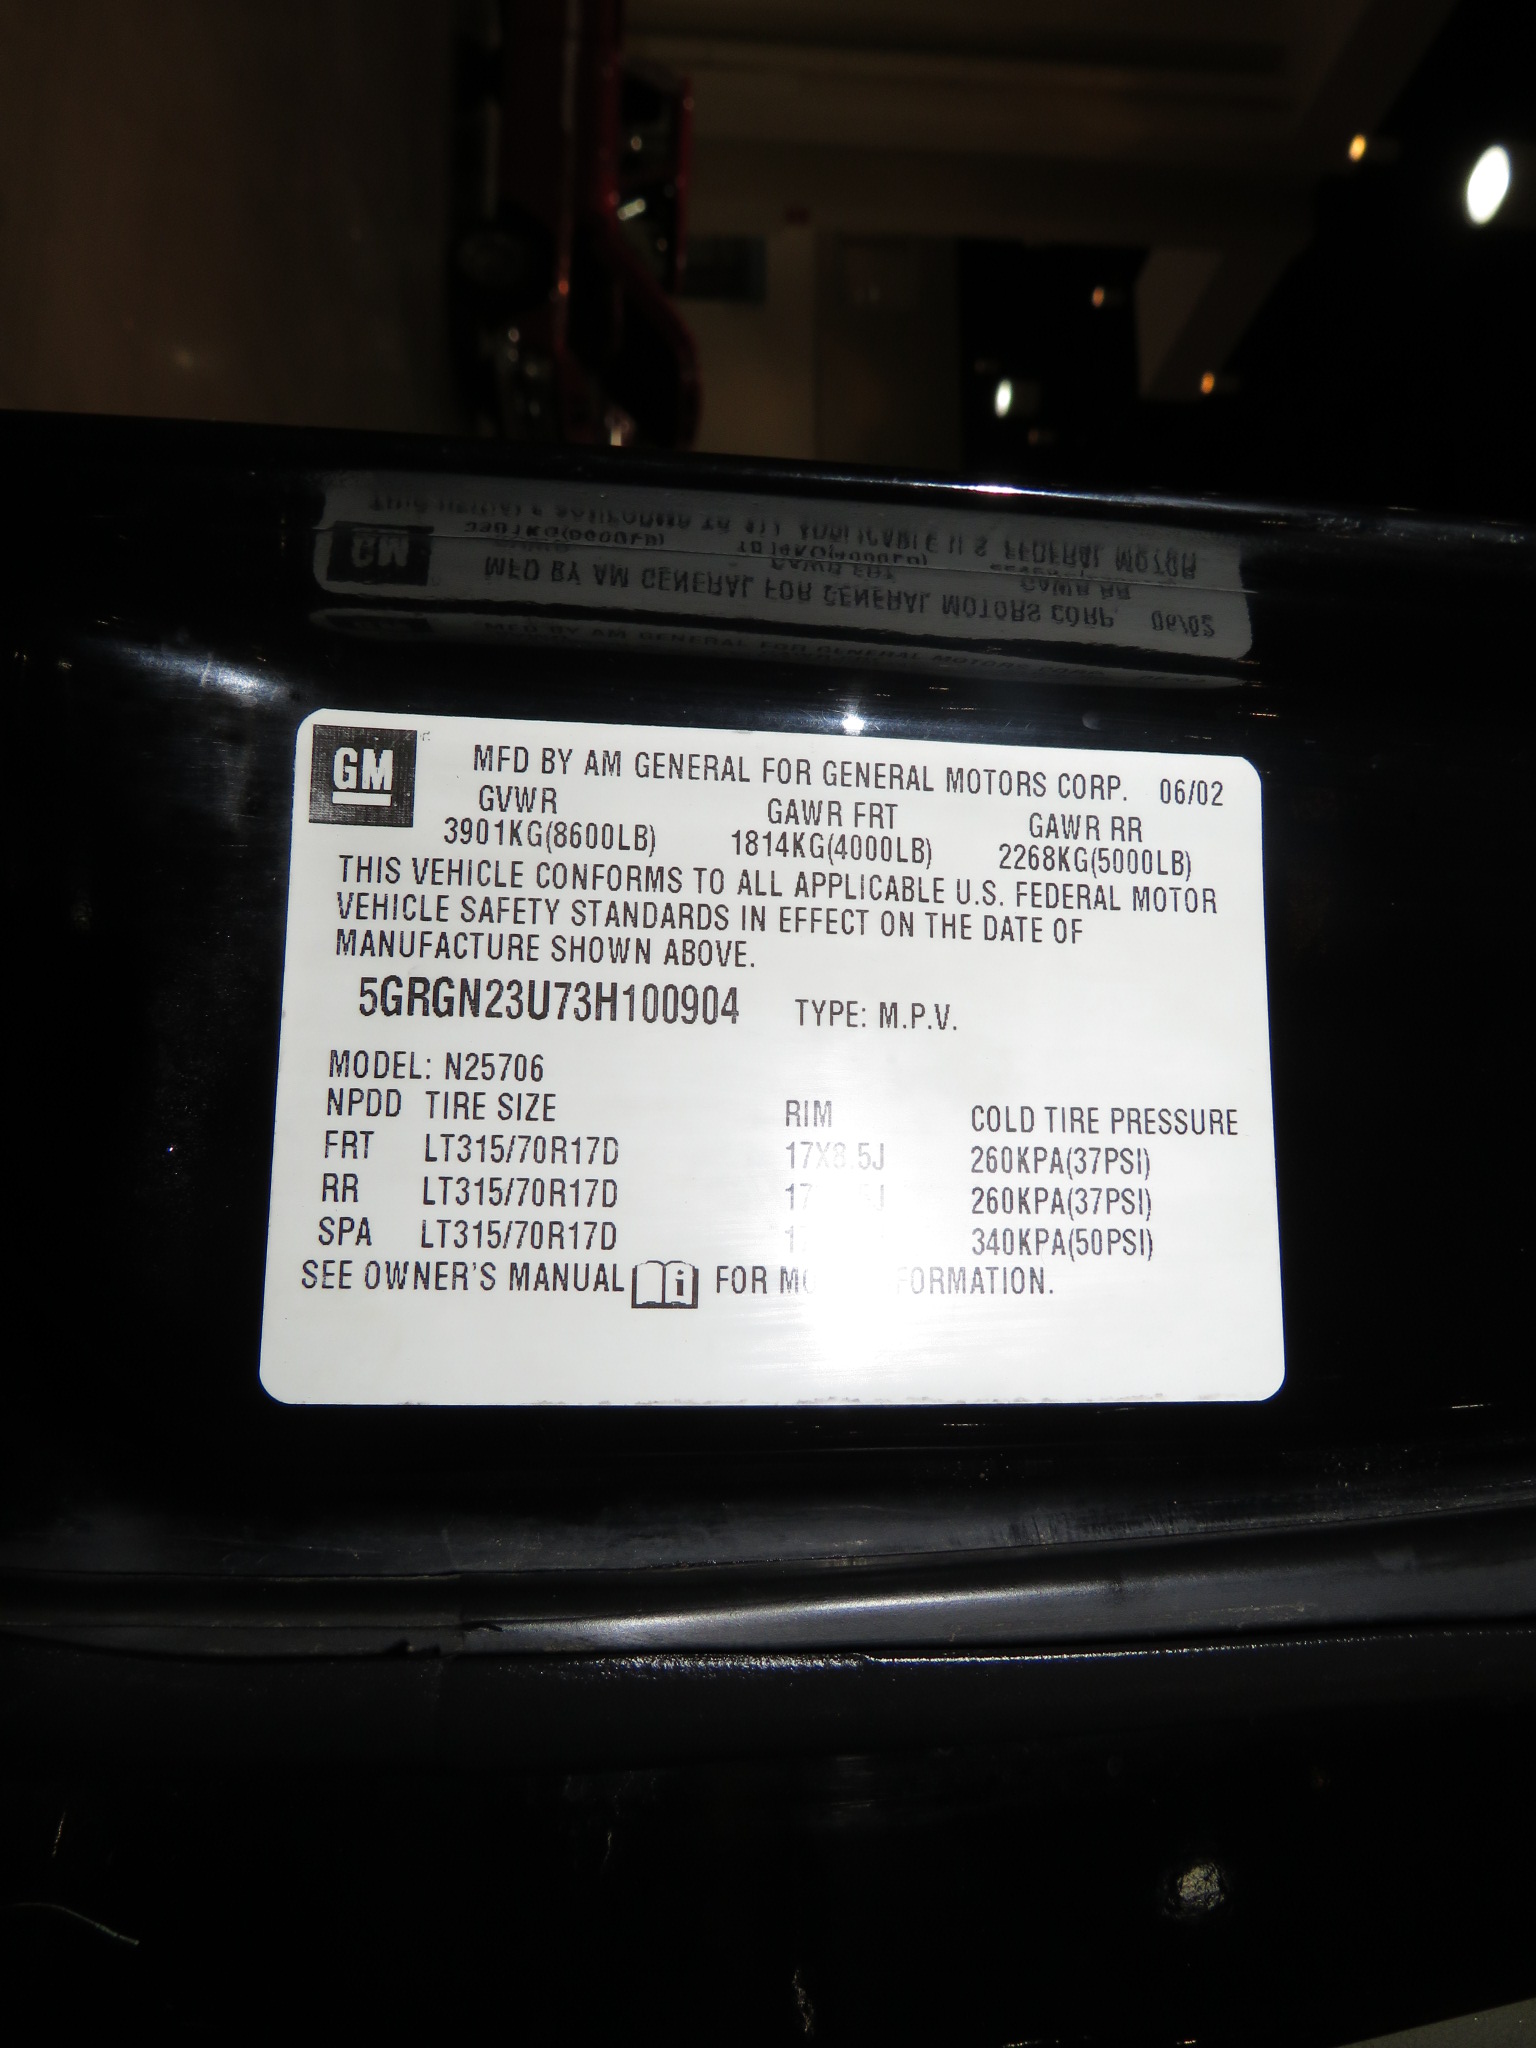 GM
MFD BY AM GENERAL FOR GENERAL MOTORS CORP. 06/02
GVWR GAWR FRT GAWR RR
3901KG(8600LB) 1814KG(4000LB) 2268KG(5000LB)
THIS VEHICLE CONFORMS TO ALL APPLICABLE U.S. FEDERAL MOTOR
VEHICLE SAFETY STANDARDS IN EFFECT ON THE DATE OF
MANUFACTURE SHOWN ABOVE.
5GRGN23U73H100904 TYPE: M.P.V.
MODEL: N25706
NPDD TIRE SIZE RIM COLD TIRE PRESSURE
FRT LT315/70R17D 17X8.5J 260KPA(37PSI)
RR LT315/70R17D 260KPA(37PSI)
SPA LT315/70R17D 340KPA(50PSI)
SEE OWNER'S MANUAL FOR